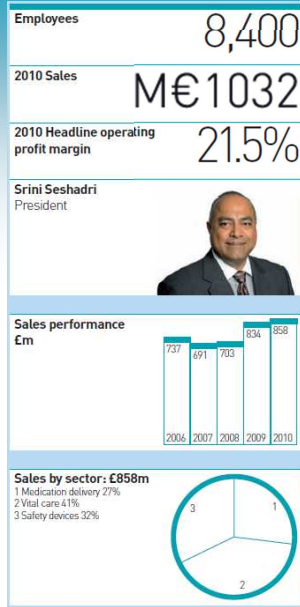 Employees
8,400
2010 Sales
M€1032
2010 Headline operating
profit margin
21.5%
Srini Seshadri
President
Sales performance
£m
737
691
703
834
858
2006 2007 2008 2009 2010
Sales by sector: £858m
1 Medication delivery 27%
2 Vital care 41%
3 Safety devices 32%
3
1
2